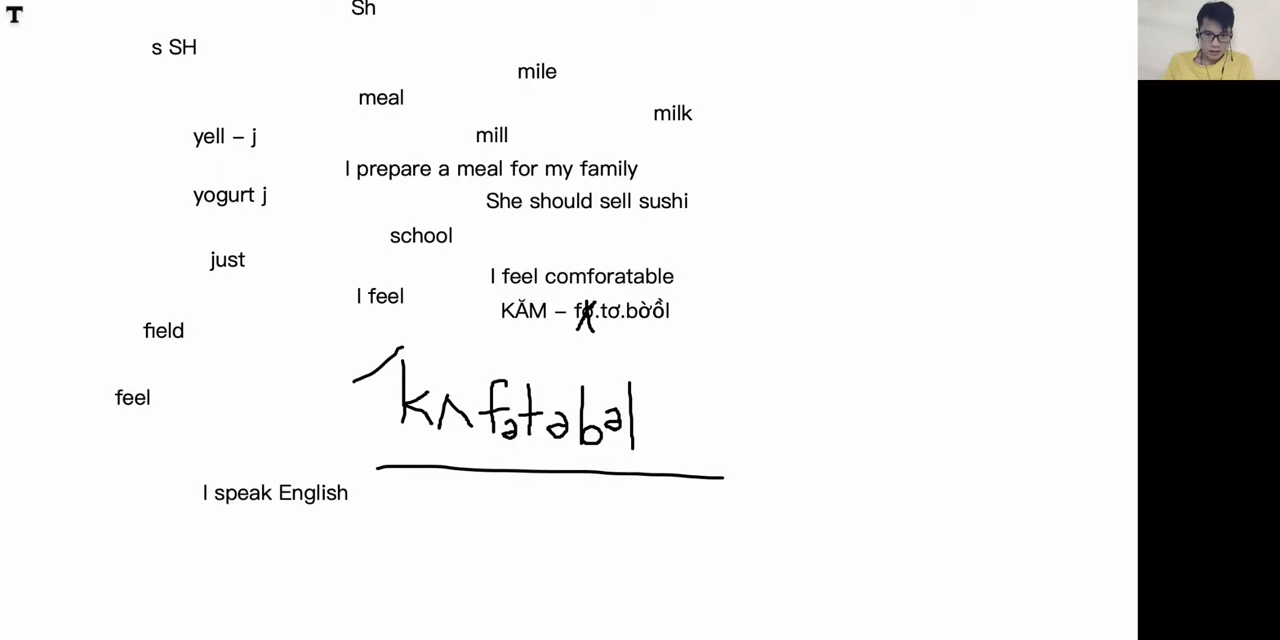 T
Sh
s SH
mile
meal
milk
yell – j
mill
I prepare a meal for my family
yogurt j
She should sell sushi
school
just
I feel comforatable
I feel
KĂM – fơ.tơ.bờồl
field
feel
kʌfətəbəl
I speak English